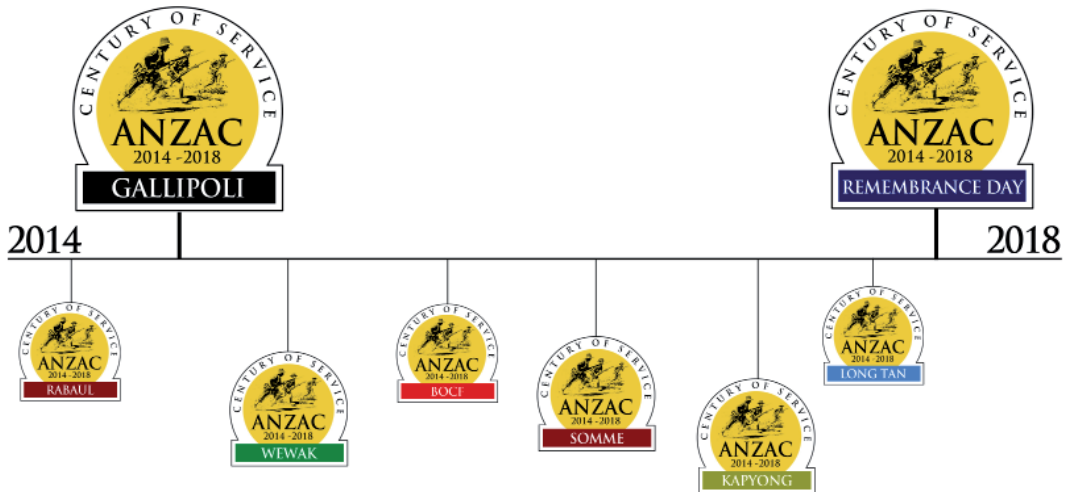 CENTURY OF SERVICE
ANZAC
2014 - 2018
GALLIPOLI
CENTURY OF SERVICE
ANZAC
2014 - 2018
REMEMBRANCE DAY
2014
2018
CENTURY OF SERVICE
ANZAC
2014 - 2018
RABAUL
CENTURY OF SERVICE
ANZAC
2014 - 2018
WEWAK
CENTURY OF SERVICE
ANZAC
2014 - 2018
BOCF
CENTURY OF SERVICE
ANZAC
2014 - 2018
SOMME
CENTURY OF SERVICE
ANZAC
2014 - 2018
KAPYONG
CENTURY OF SERVICE
ANZAC
2014 - 2018
LONG TAN